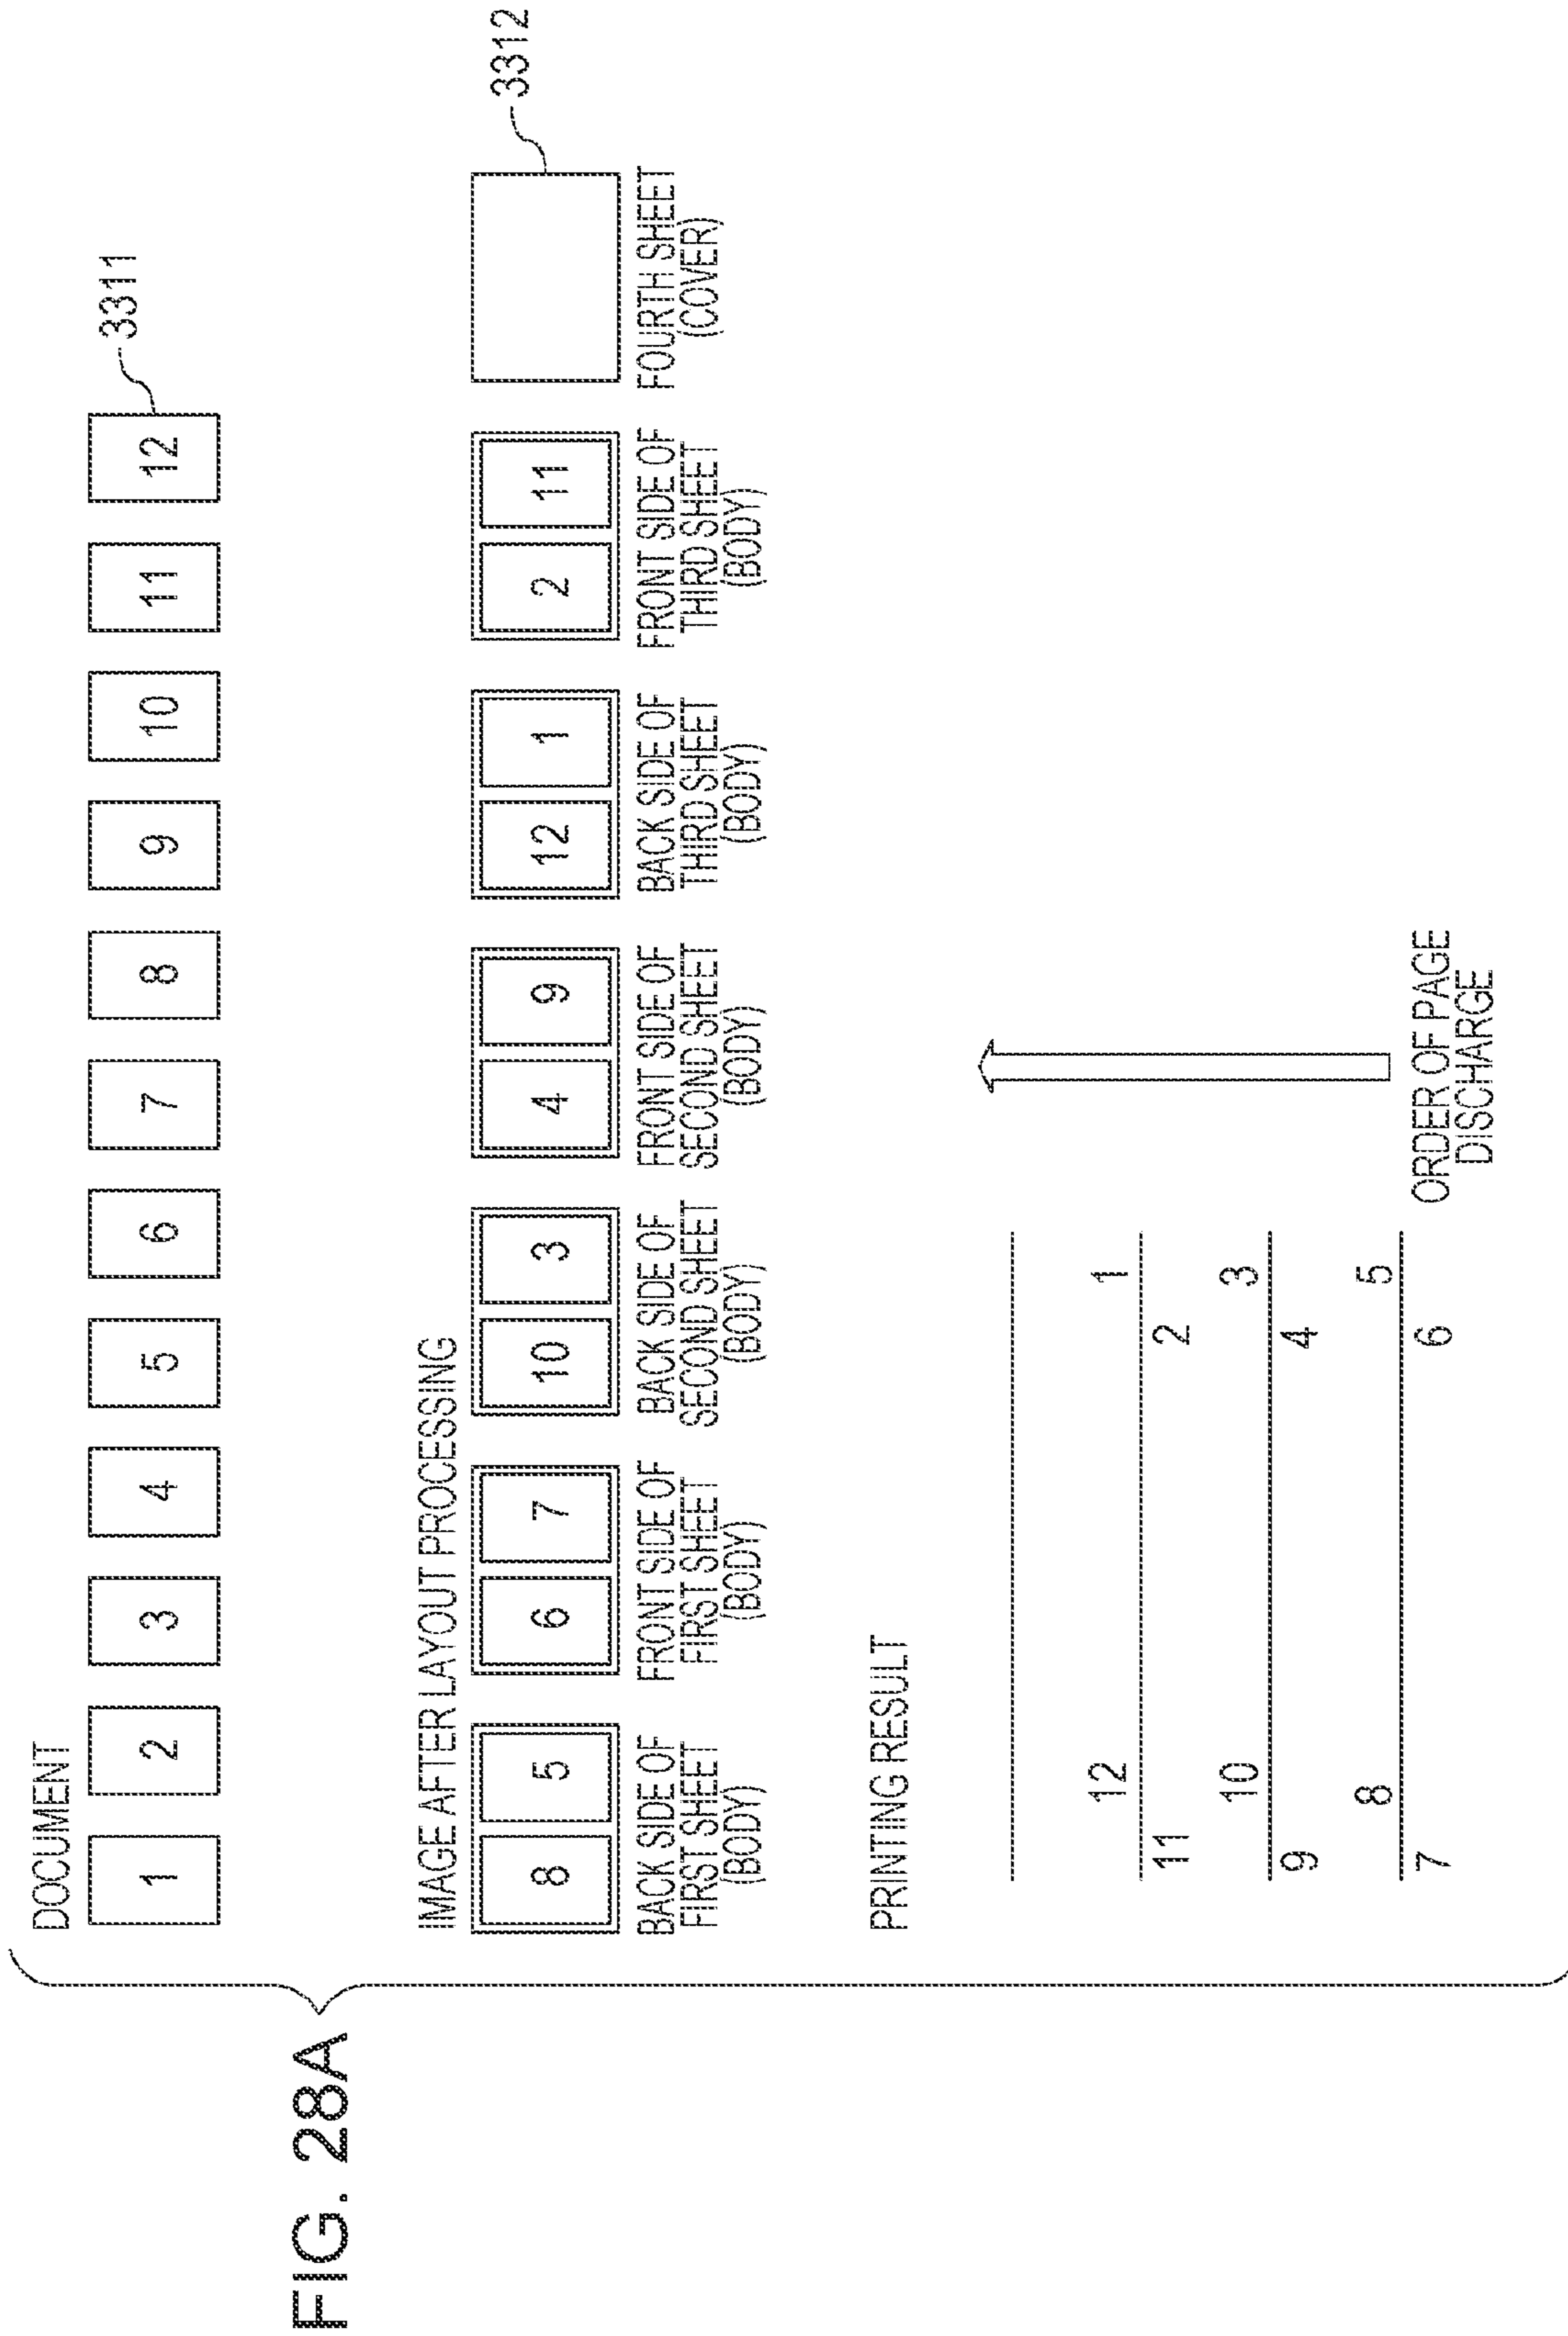 FIG. 28A
DOCUMENT
1 2 3 4 5 6 7 8 9 10 11 12
3311
IMAGE AFTER LAYOUT PROCESSING
8 5 6 7 10 3 4 9 12 1 2 11
3312
BACK SIDE OF
FIRST SHEET
(BODY)
FRONT SIDE OF
FIRST SHEET
(BODY)
BACK SIDE OF
SECOND SHEET
(BODY)
FRONT SIDE OF
SECOND SHEET
(BODY)
BACK SIDE OF
THIRD SHEET
(BODY)
FRONT SIDE OF
THIRD SHEET
(BODY)
FOURTH SHEET
(COVER)
PRINTING RESULT
12 1
11 2
10 3
9 4
8 5
7 6
ORDER OF PAGE
DISCHARGE